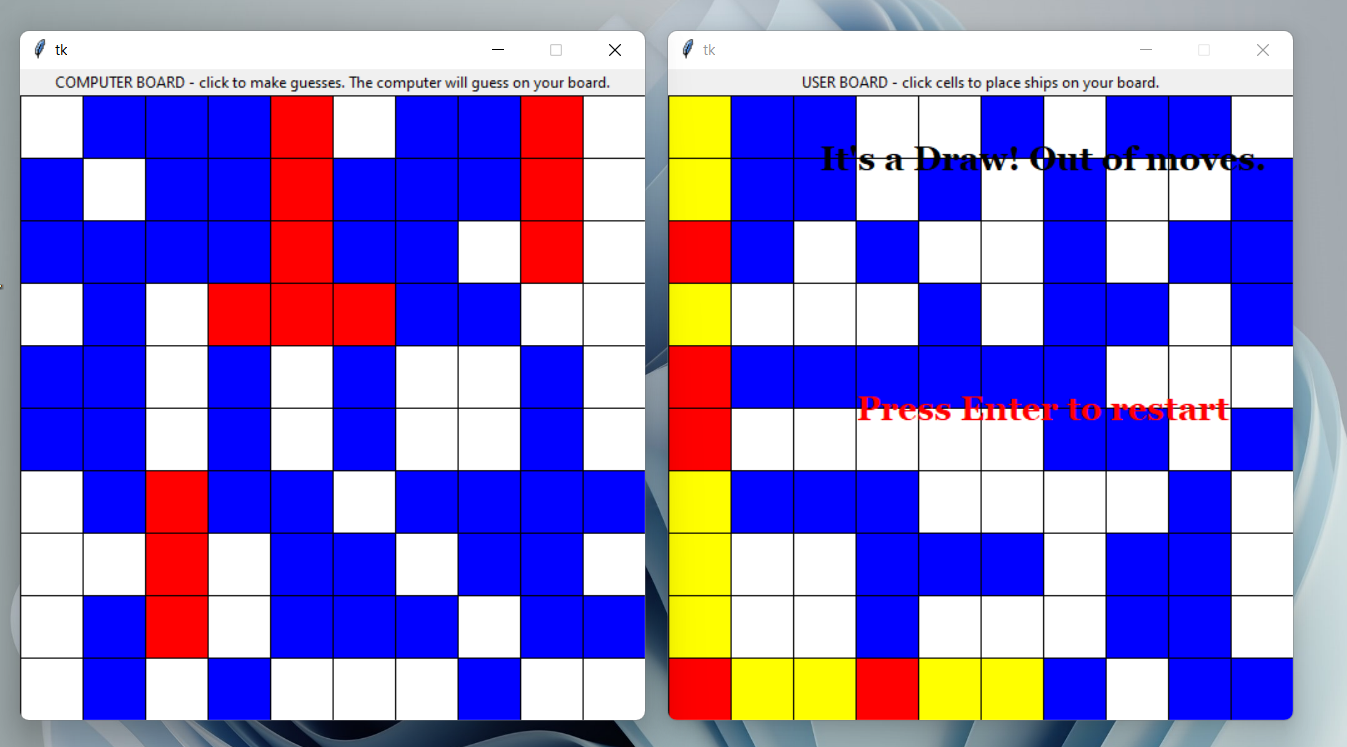 tk
COMPUTER BOARD - click to make guesses. The computer will guess on your board.
tk
USER BOARD - click cells to place ships on your board.
It's a Draw! Out of moves.
Press Enter to restart